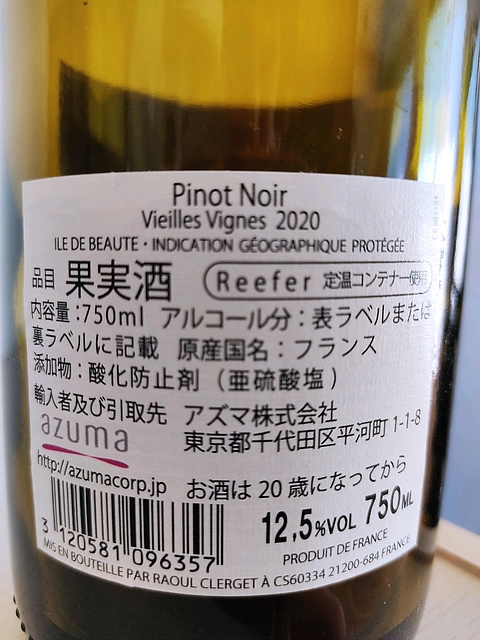 Pinot Noir
Vieilles Vignes 2020
ILE DE BEAUTE・INDICATION GÉOGRAPHIQUE PROTÉGÉE
品目 果実酒 Reefer 定温コンテナー使用
内容量:750ml アルコール分:表ラベルまたは
裏ラベルに記載 原産国名:フランス
添加物:酸化防止剤(亜硫酸塩)
輸入者及び引取先 アズマ株式会社
azuma 東京都千代田区平河町 1-1-8
http://azumacorp.jp お酒は 20 歳になってから
12,5%VOL 750ML
3 120581 096357
PRODUIT DE FRANCE
MIS EN BOUTEILLE PAR RAOUL CLERGET À CS60334 21200-684 FRANCE